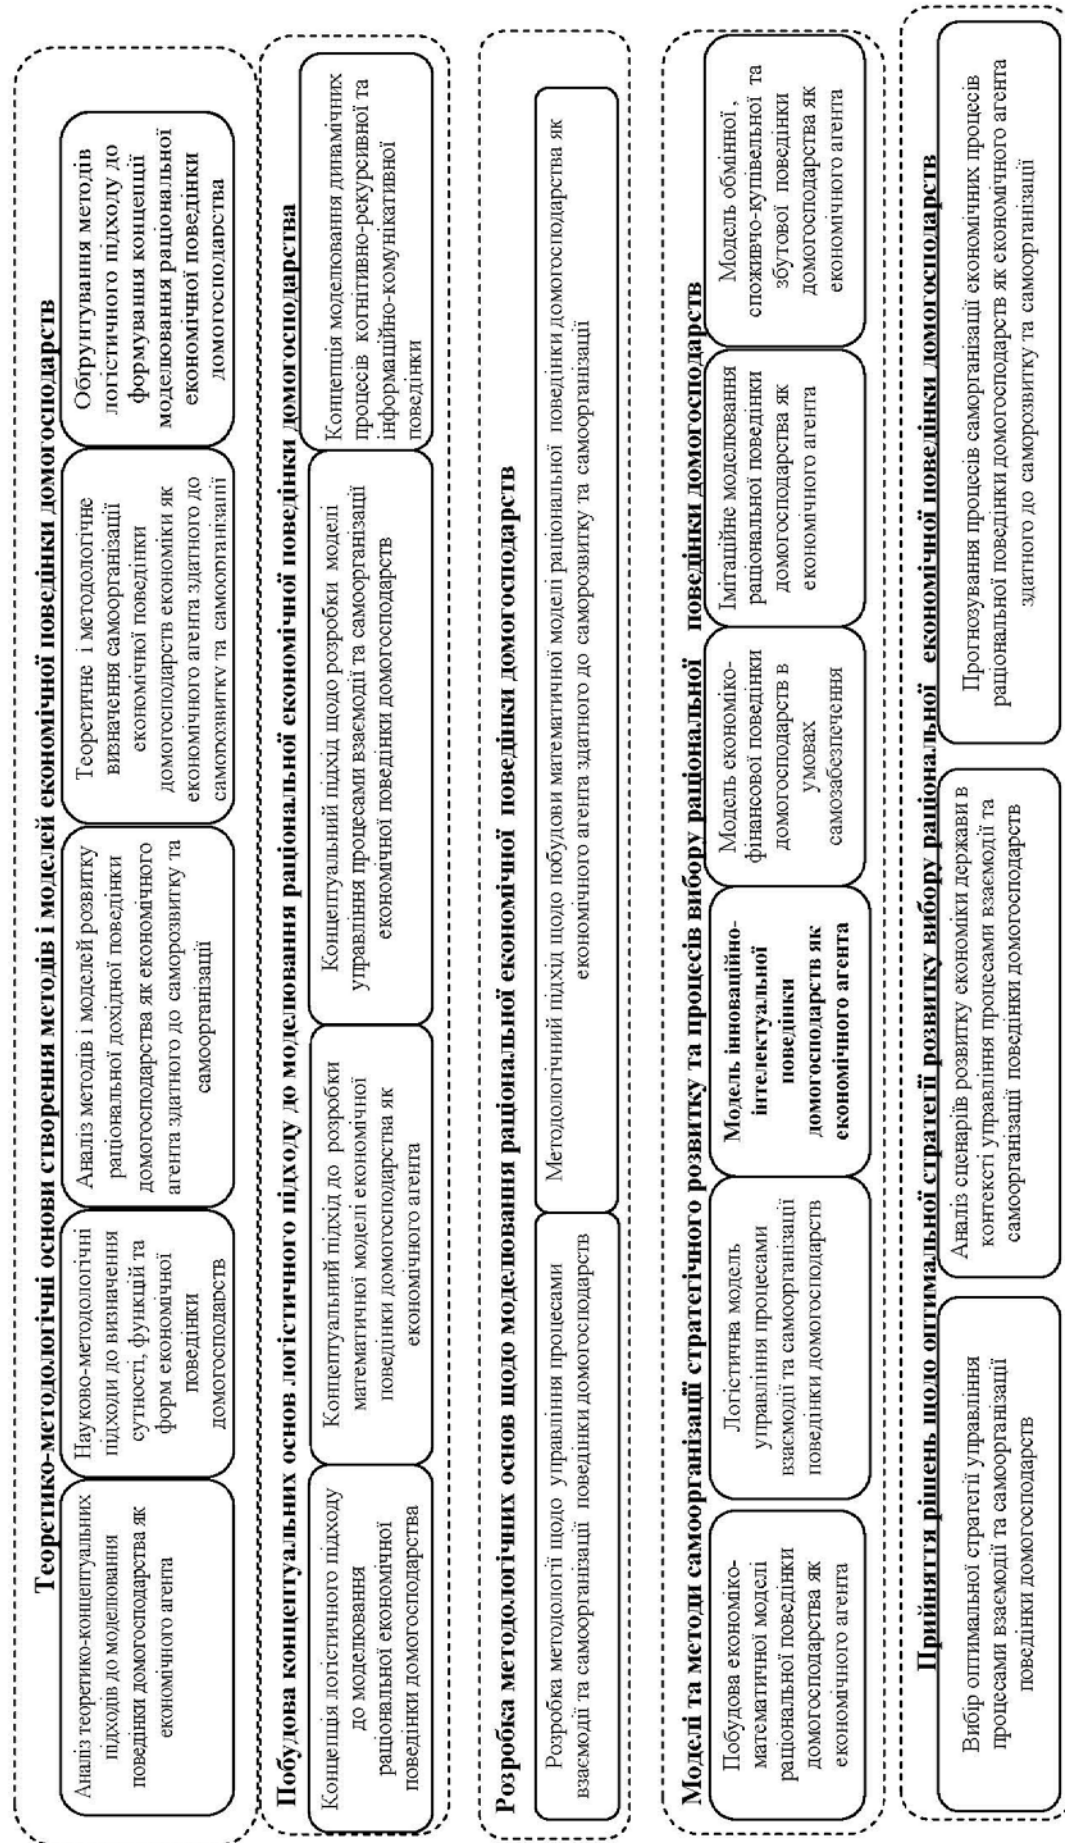 Теоретико-методологічні основи створення методів і моделей економічної поведінки домогосподарств
Аналіз теоретико-концептуальних
підходів до моделювання
поведінки домогосподарства як
економічного агента
Науково-методологічні
підходи до визначення
сутності, функцій та
форм економічної
поведінки
домогосподарств
Аналіз методів і моделей розвитку
раціональної дохідної поведінки
домогосподарства як економічного
агента здатного до саморозвитку та
самоорганізації
Теоретичне і методологічне
визначення самоорганізації
економічної поведінки
домогосподарств економіки як
економічного агента здатного до
саморозвитку та самоорганізації
Обґрунтування методів
логістичного підходу до
формування концепції
моделювання раціональної
економічної поведінки
домогосподарства
Побудова концептуальних основ логістичного підходу до моделювання раціональної економічної поведінки домогосподарства
Концепція логістичного підходу
до моделювання
раціональної економічної
поведінки домогосподарства
Концептуальний підхід до розробки
математичної моделі економічної
поведінки домогосподарства як
економічного агента
Концептуальний підхід щодо розробки моделі
управління процесами взаємодії та самоорганізації
економічної поведінки домогосподарств
Концепція моделювання динамічних
процесів когнітивно-рекурсивної та
інформаційно-комунікативної
поведінки
Розробка методологічних основ щодо моделювання раціональної економічної поведінки домогосподарств
Розробка методології щодо управління процесами
взаємодії та самоорганізації поведінки домогосподарств
Методологічний підхід щодо побудови математичної моделі раціональної поведінки домогосподарства як
економічного агента здатного до саморозвитку та самоорганізації
Моделі та методи самоорганізації стратегічного розвитку та процесів вибору раціональної поведінки домогосподарств
Побудова економіко-
математичної моделі
раціональної поведінки
домогосподарства як
економічного агента
Логістична модель
управління процесами
взаємодії та самоорганізації
поведінки домогосподарств
Модель інноваційно-
інтелектуальної
поведінки
домогосподарств як
економічного агента
Модель економіко-
фінансової поведінки
домогосподарств в
умовах
самозабезпечення
Імітаційне моделювання
раціональної поведінки
домогосподарства як
економічного агента
Модель обмінної ,
споживчо-купівельної та
збутової поведінки
домогосподарства як
економічного агента
Прийняття рішень щодо оптимальної стратегії розвитку вибору раціональної економічної поведінки домогосподарств
Вибір оптимальної стратегії управління
процесами взаємодії та самоорганізації
поведінки домогосподарств
Аналіз сценаріїв розвитку економіки держави в
контексті управління процесами взаємодії та
самоорганізації поведінки домогосподарств
Прогнозування процесів саморганізації економічних процесів
раціональної поведінки домогосподарств як економічного агента
здатного до саморозвитку та самоорганізації